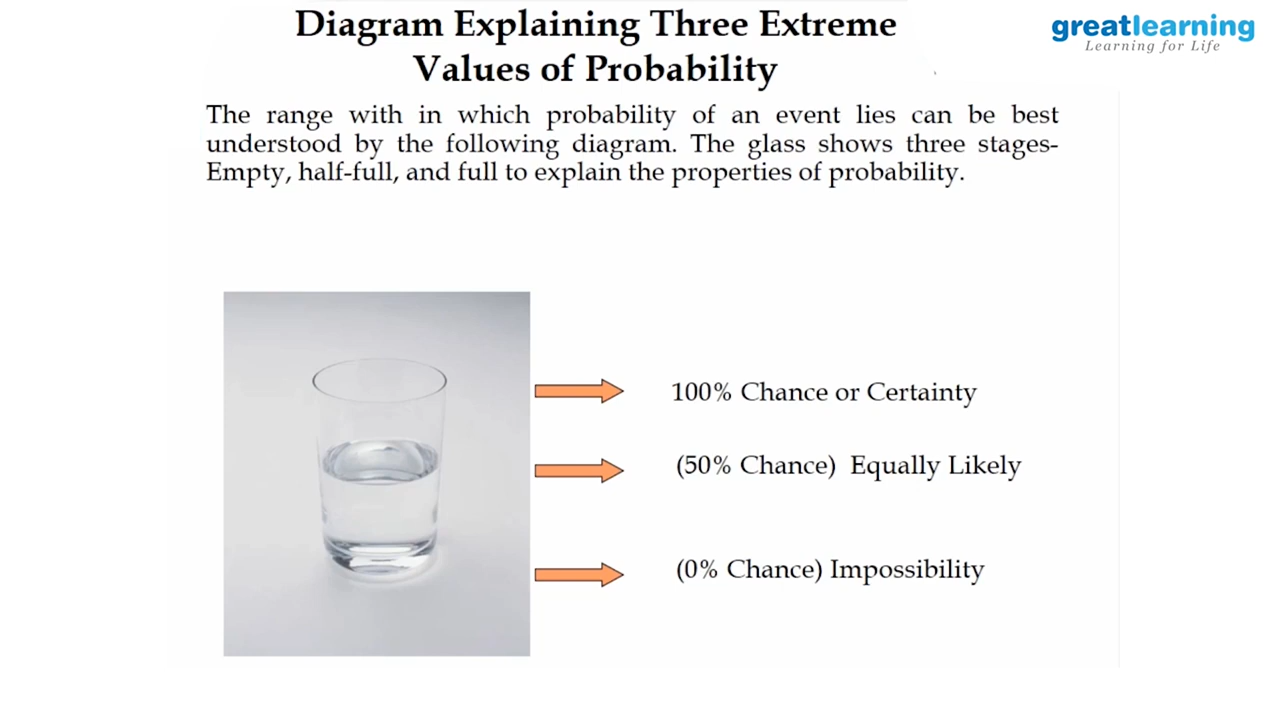 Diagram Explaining Three Extreme
Values of Probability
greatlearning
Learning for Life
The range with in which probability of an event lies can be best
understood by the following diagram. The glass shows three stages-
Empty, half-full, and full to explain the properties of probability.
100% Chance or Certainty
(50% Chance) Equally Likely
(0% Chance) Impossibility